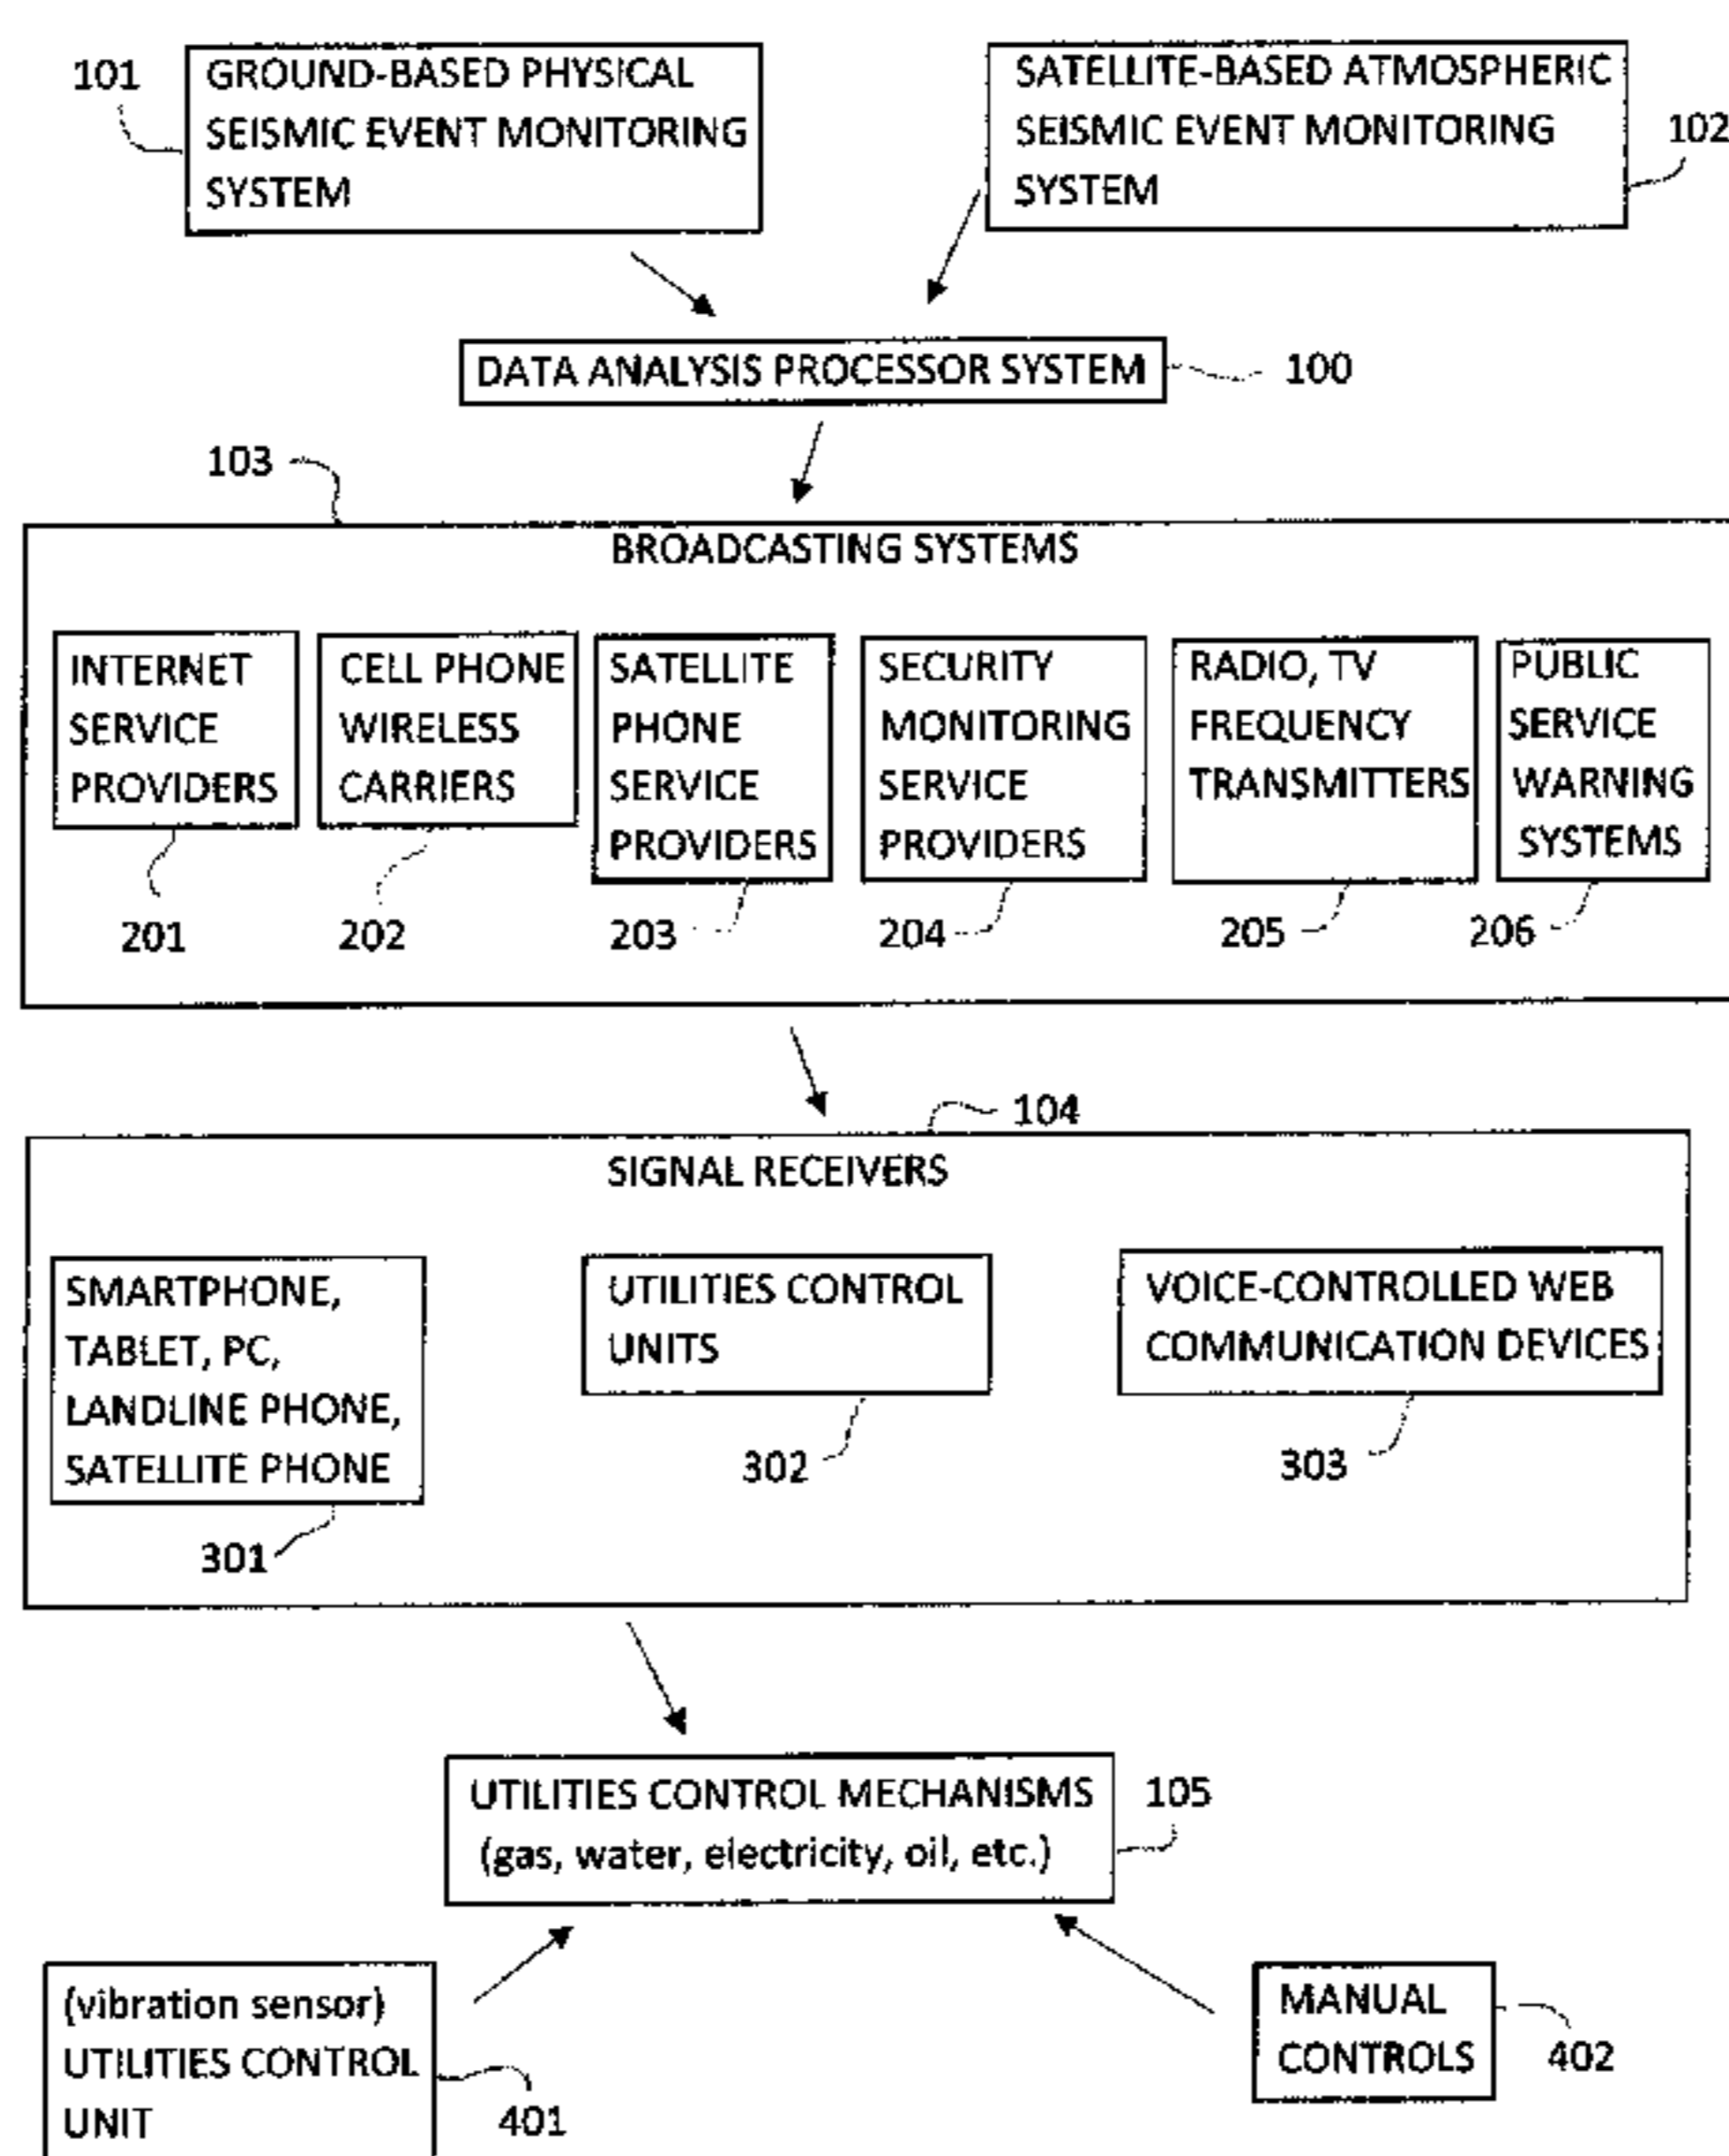 101
GROUND-BASED PHYSICAL
SEISMIC EVENT MONITORING
SYSTEM
SATELLITE-BASED ATMOSPHERIC
SEISMIC EVENT MONITORING
SYSTEM
102
DATA ANALYSIS PROCESSOR SYSTEM
100
103
BROADCASTING SYSTEMS
INTERNET
SERVICE
PROVIDERS
CELL PHONE
WIRELESS
CARRIERS
SATELLITE
PHONE
SERVICE
PROVIDERS
SECURITY
MONITORING
SERVICE
PROVIDERS
RADIO, TV
FREQUENCY
TRANSMITTERS
PUBLIC
SERVICE
WARNING
SYSTEMS
201
202
203
204
205
206
104
SIGNAL RECEIVERS
SMARTPHONE,
TABLET, PC,
LANDLINE PHONE,
SATELLITE PHONE
UTILITIES CONTROL
UNITS
VOICE-CONTROLLED WEB
COMMUNICATION DEVICES
301
302
303
UTILITIES CONTROL MECHANISMS
(gas, water, electricity, oil, etc.)
105
(vibration sensor)
UTILITIES CONTROL
UNIT
401
MANUAL
CONTROLS
402